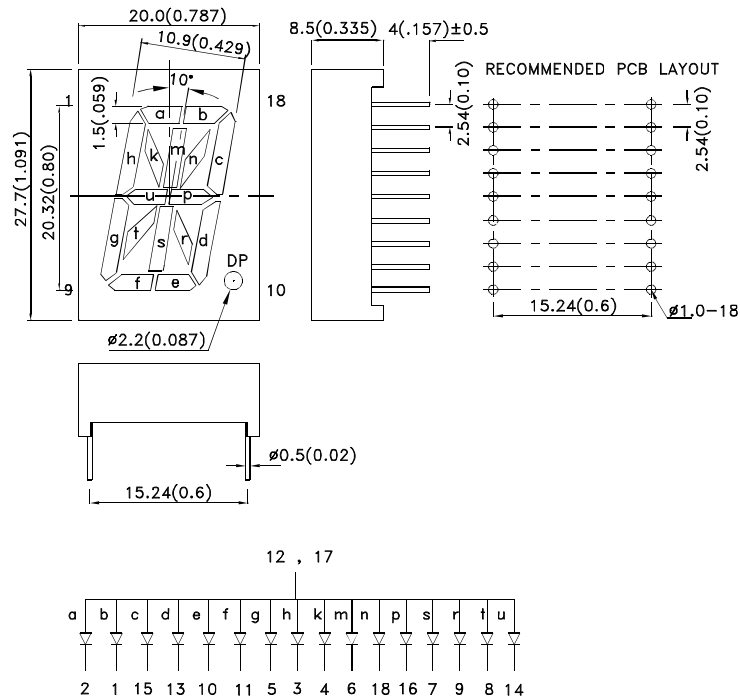 20.0(0.787)
10.9(0.429)
10°
1
18
1.5(.059)
a
b
k
m
n
h
c
u
p
g
t
s
r
d
f
e
DP
9
10
27.7(1.091)
20.32(0.80)
ø2.2(0.087)
8.5(0.335)
4(.157)±0.5
2.54(0.10)
RECOMMENDED PCB LAYOUT
2.54(0.10)
15.24(0.6)
ø1.0-18
ø0.5(0.02)
15.24(0.6)
12 , 17
a b c d e f g h k m n p s r t u
2 1 15 13 10 11 5 3 4 6 18 16 7 9 8 14